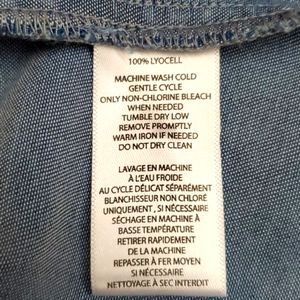 100% LYOCELL
MACHINE WASH COLD
GENTLE CYCLE
ONLY NON-CHLORINE BLEACH
WHEN NEEDED
TUMBLE DRY LOW
REMOVE PROMPTLY
WARM IRON IF NEEDED
DO NOT DRY CLEAN
LAVAGE EN MACHINE
À L'EAU FROIDE
AU CYCLE DÉLICAT SÉPARÉMENT
BLANCHISSEUR NON CHLORÉ
UNIQUEMENT, SI NÉCESSAIRE
SÉCHAGE EN MACHINE À
BASSE TEMPÉRATURE
RETIRER RAPIDEMENT
DE LA MACHINE
REPASSER À FER MOYEN
SI NÉCESSAIRE
NETTOYAGE À SEC INTERDIT